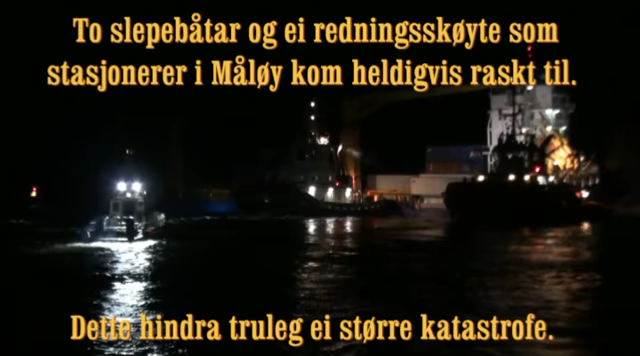 To slepebåtar og ei redningsskøyte som
stasjonerer i Måløy kom heldigvis raskt til.
Dette hindra truleg ei større katastrofe.